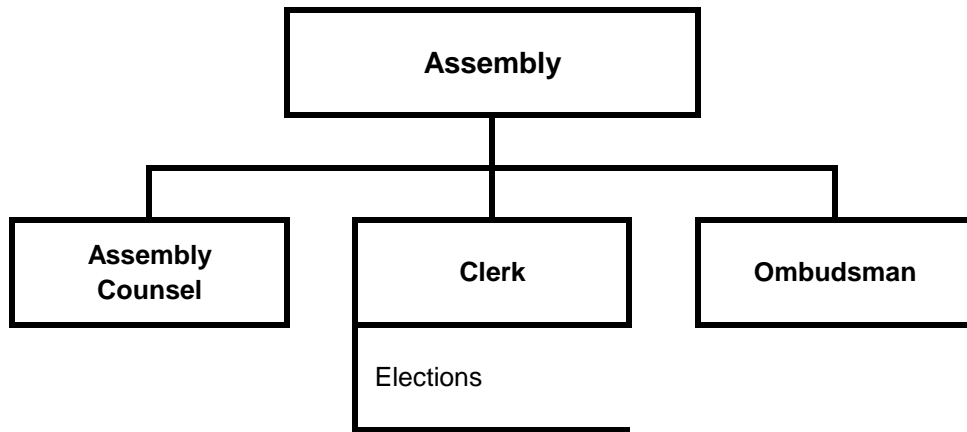 Assembly
Assembly
Counsel
Clerk
Ombudsman
Elections